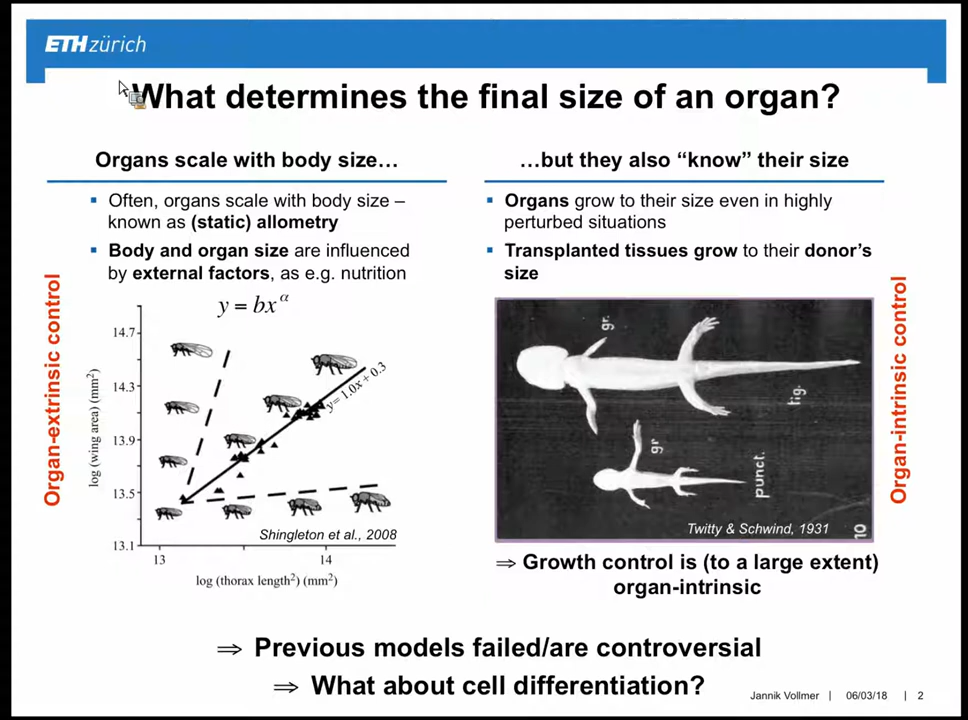 ETH zürich
What determines the final size of an organ?
Organs scale with body size…
▪ Often, organs scale with body size –
known as (static) allometry
▪ Body and organ size are influenced
by external factors, as e.g. nutrition
Organ-extrinsic control
y = bx^α
log (wing area) (mm²)
14.7
14.3
13.9
13.5
13.1
y= 1.0x + 0.3
Shingleton et al., 2008
13
14
log (thorax length²) (mm²)
…but they also “know” their size
▪ Organs grow to their size even in highly
perturbed situations
▪ Transplanted tissues grow to their donor’s
size
gr.
tig.
gr
punct.
10
Twitty & Schwind, 1931
Organ-intrinsic control
⇒ Growth control is (to a large extent)
organ-intrinsic
⇒ Previous models failed/are controversial
⇒ What about cell differentiation?
Jannik Vollmer | 06/03/18 | 2